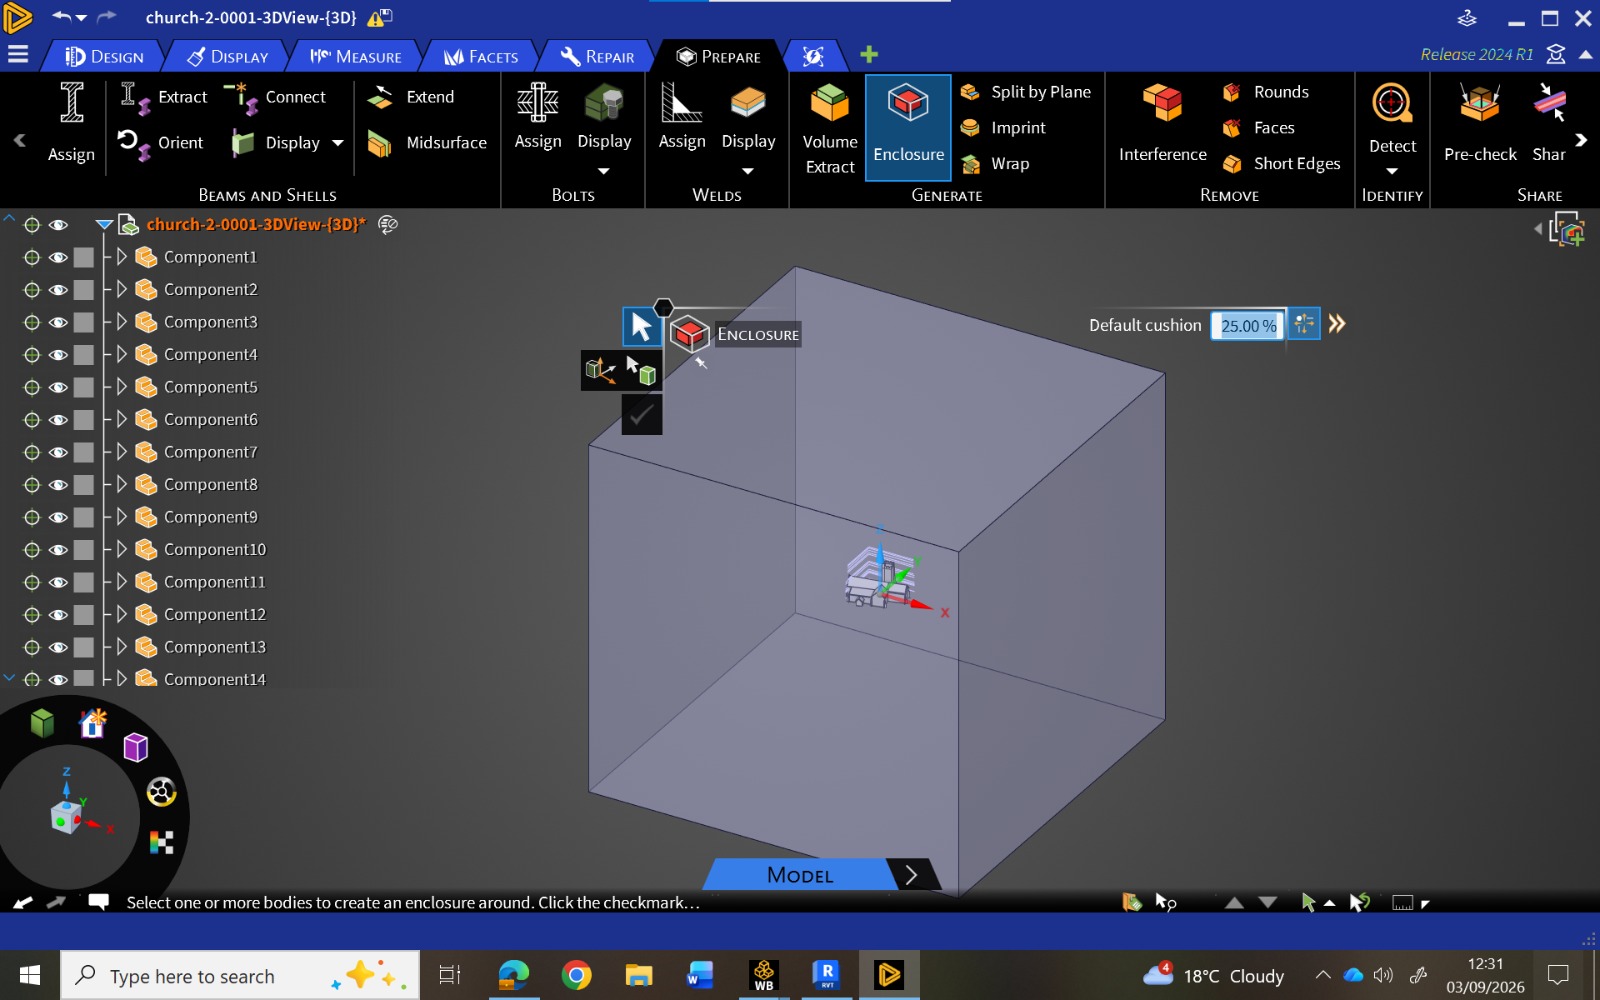 church-2-0001-3DView-{3D}
DESIGN
DISPLAY
MEASURE
FACETS
REPAIR
PREPARE
Release 2024 R1
Assign
Extract
Orient
Connect
Display
Extend
Midsurface
BEAMS AND SHELLS
Assign
Display
BOLTS
Assign
Display
WELDS
Volume
Extract
Enclosure
Split by Plane
Imprint
Wrap
GENERATE
Interference
Rounds
Faces
Short Edges
REMOVE
Detect
IDENTIFY
Pre-check
Shar
SHARE
church-2-0001-3DView-{3D}*
Component1
Component2
Component3
Component4
Component5
Component6
Component7
Component8
Component9
Component10
Component11
Component12
Component13
Component14
ENCLOSURE
Default cushion
25.00 %
Z
Y
X
Z
Y
X
MODEL
Select one or more bodies to create an enclosure around. Click the checkmark…
Type here to search
WB
R
RVT
4
18°C Cloudy
12:31
03/09/2026